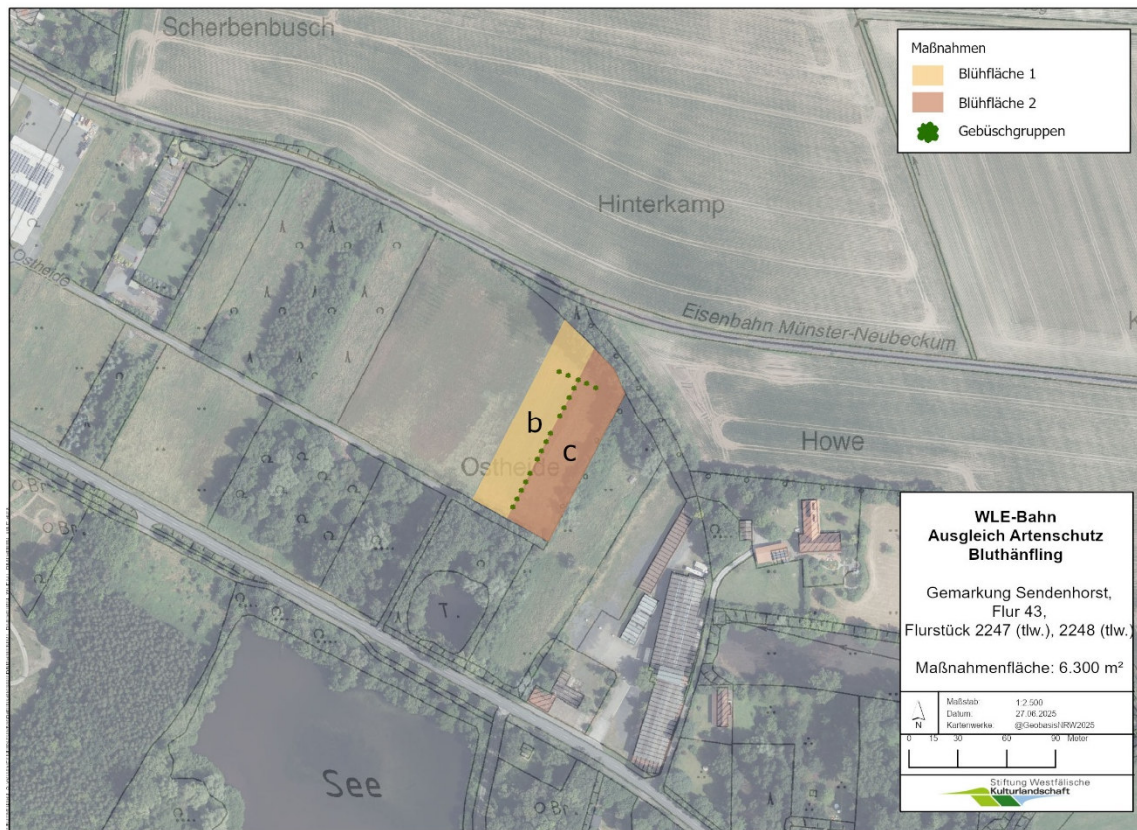 Scherbenbusch
Maßnahmen
Blühfläche 1
Blühfläche 2
Gebüschgruppen
Hinterkamp
Ostheide
Eisenbahn Münster-Neubeckum
b
c
Ostheide
Howe
T.
See
WLE-Bahn
Ausgleich Artenschutz
Bluthänfling
Gemarkung Sendenhorst,
Flur 43,
Flurstück 2247 (tlw.), 2248 (tlw.)
Maßnahmenfläche: 6.300 m²
N
Maßstab: 1:2.500
Datum: 27.06.2025
Kartenwerke: @GeobasisNRW2025
0 15 30 60 90 Meter
Stiftung Westfälische
Kulturlandschaft